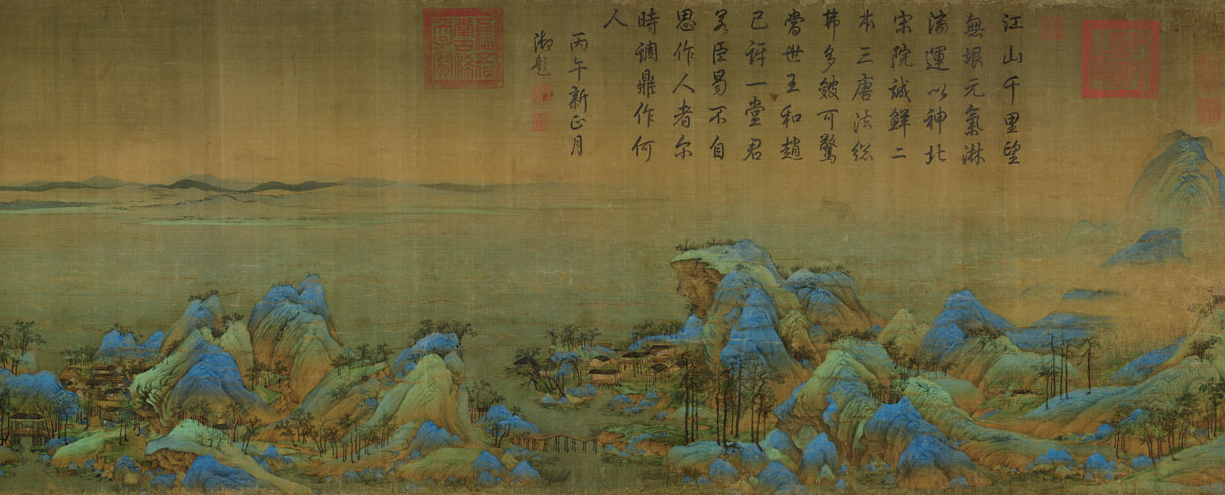 江山千里望
無垠元氣淋
漓運以神北
宋院誠鮮二
本三唐法總
弗多皴可驚
當世王和趙
已訝一堂君
若臣曷不自
思作人者尔
時調鼎作何
人
丙午新正月
御題